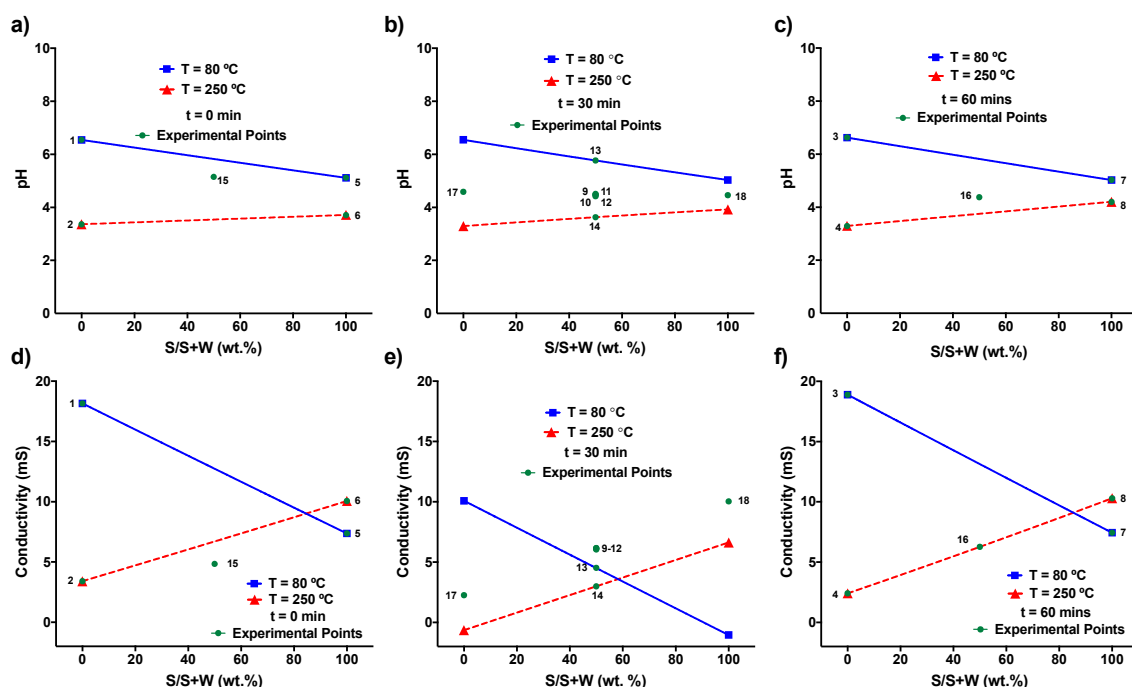 a)
10
8
6
4
2
0
pH
T = 80 ºC
T = 250 ºC
t = 0 min
Experimental Points
1
15
5
2
6
0 20 40 60 80 100
S/S+W (wt.%)
b)
10
8
6
4
2
0
pH
T = 80 °C
T = 250 °C
t = 30 min
Experimental Points
13
17
9 11
10 12
18
14
0 20 40 60 80 100
S/S+W (wt.%)
c)
10
8
6
4
2
0
pH
T = 80 ºC
T = 250 ºC
t = 60 mins
Experimental Points
3
7
16
8
4
0 20 40 60 80 100
S/S+W (wt.%)
d)
20
15
10
5
0
Conductivity (mS)
1
6
5
15
2
T = 80 ºC
T = 250 ºC
t = 0 min
Experimental Points
0 20 40 60 80 100
S/S+W (wt.%)
e)
20
15
10
5
0
Conductivity (mS)
T = 80 °C
T = 250 °C
t = 30 min
Experimental Points
18
9-12
13
17
14
0 20 40 60 80 100
S/S+W (wt.%)
f)
20
15
10
5
0
Conductivity (mS)
3
8
7
16
4
T = 80 ºC
T = 250 ºC
t = 60 mins
Experimental Points
0 20 40 60 80 100
S/S+W (wt.%)